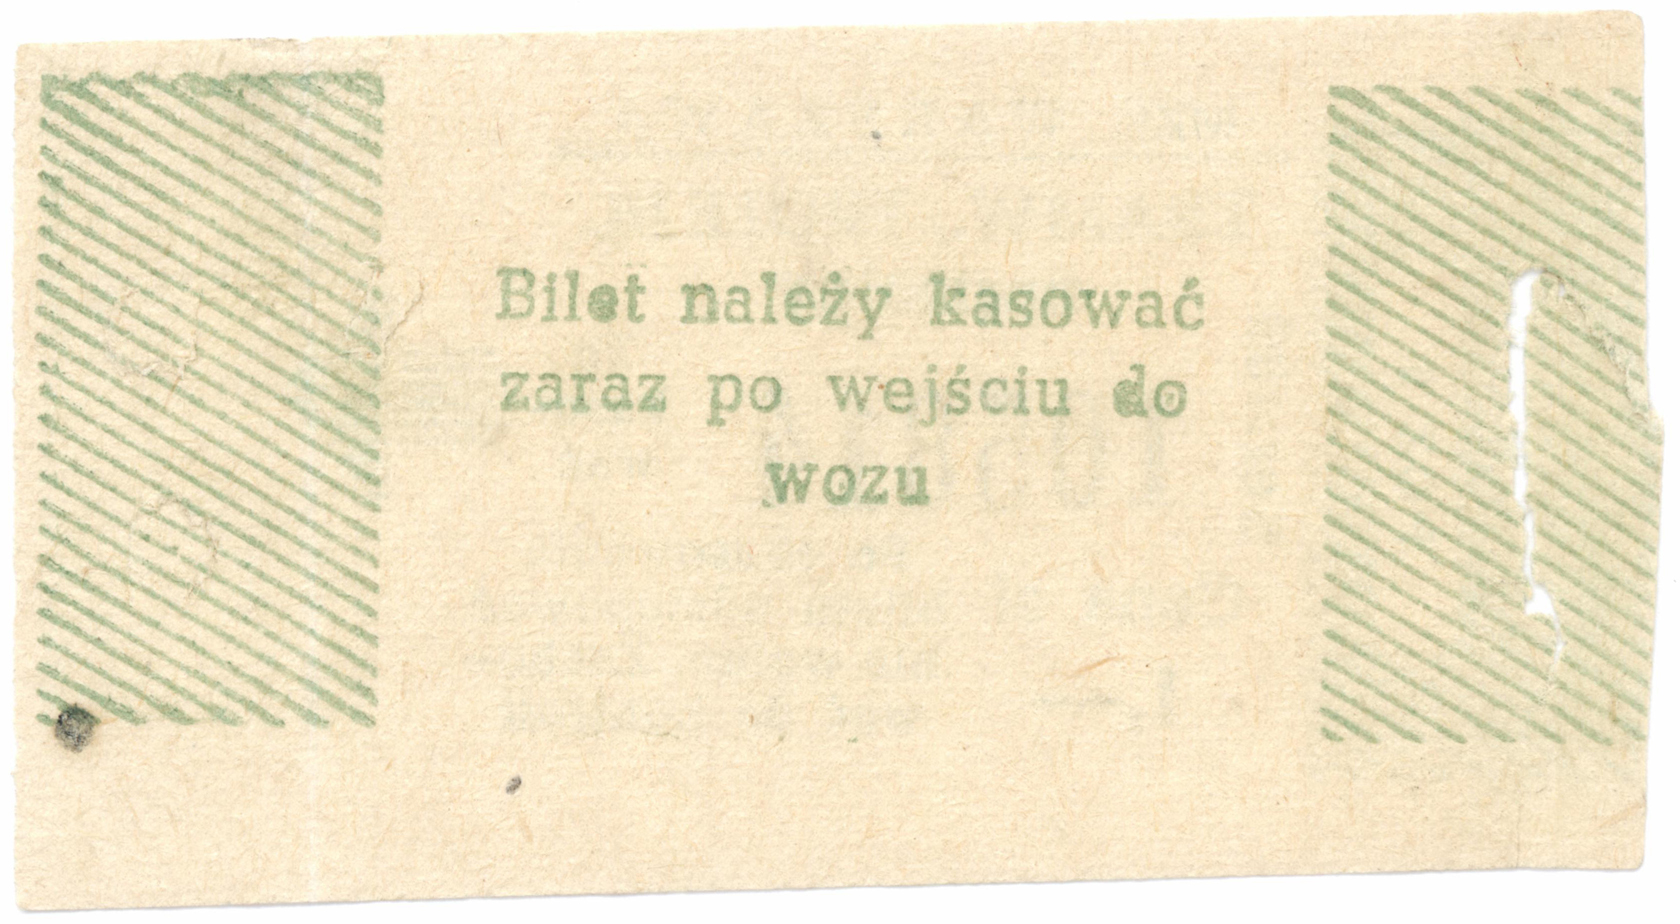 Bilet należy kasować
zaraz po wejściu do
wozu